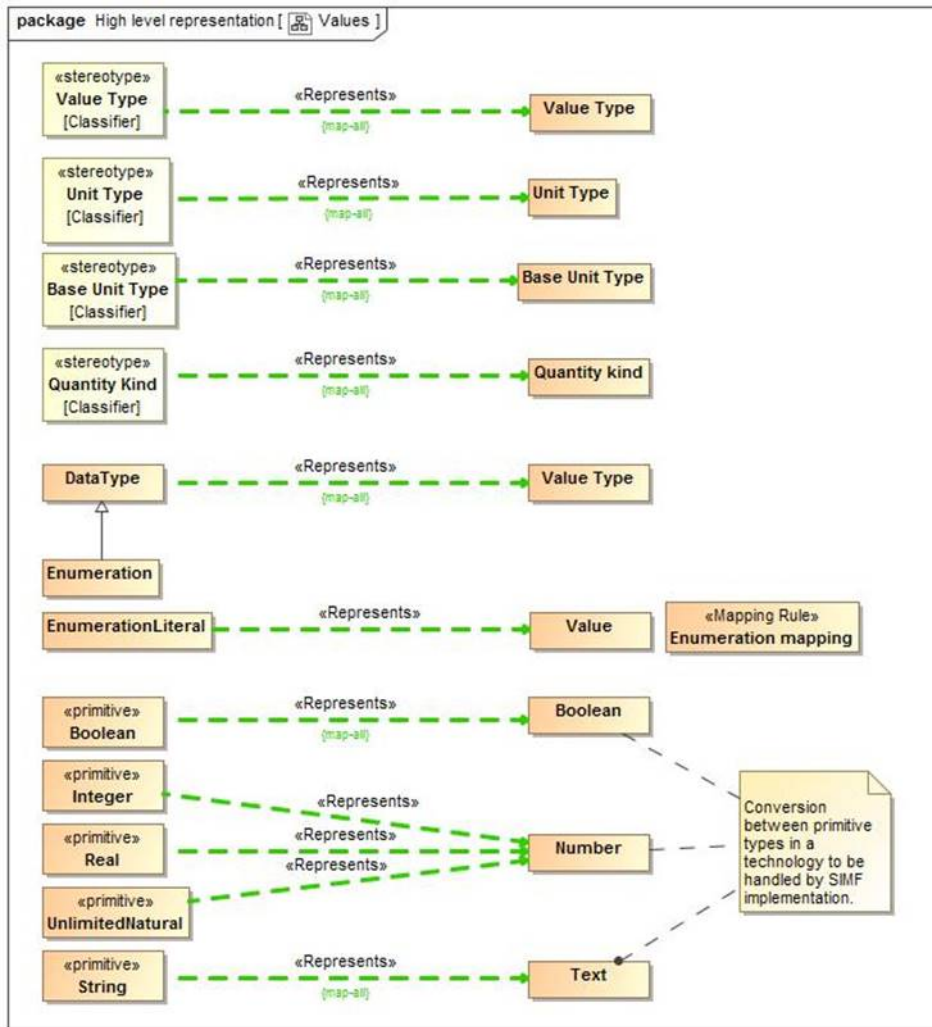 package High level representation [ Values ]
«stereotype»
Value Type
[Classifier]
«Represents»
{map-all}
Value Type
«stereotype»
Unit Type
[Classifier]
«Represents»
{map-all}
Unit Type
«stereotype»
Base Unit Type
[Classifier]
«Represents»
{map-all}
Base Unit Type
«stereotype»
Quantity Kind
[Classifier]
«Represents»
{map-all}
Quantity kind
DataType
«Represents»
{map-all}
Value Type
Enumeration
EnumerationLiteral
«Represents»
Value
«Mapping Rule»
Enumeration mapping
«primitive»
Boolean
«Represents»
{map-all}
Boolean
«primitive»
Integer
«Represents»
«primitive»
Real
«Represents»
«Represents»
Number
Conversion
between primitive
types in a
technology to be
handled by SIMF
implementation.
«primitive»
UnlimitedNatural
«primitive»
String
«Represents»
{map-all}
Text